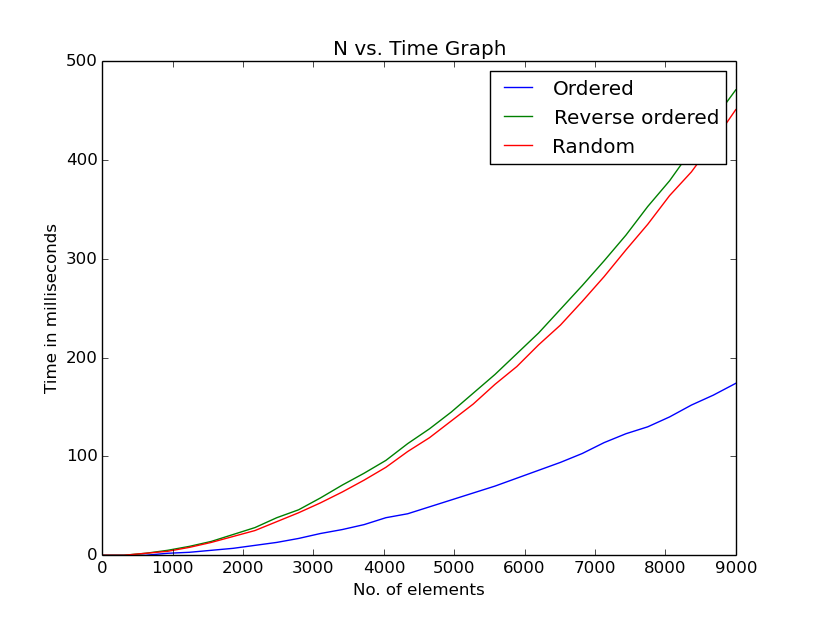 N vs. Time Graph
500
400
300
200
100
0
Time in milliseconds
Ordered
Reverse ordered
Random
0 1000 2000 3000 4000 5000 6000 7000 8000 9000
No. of elements